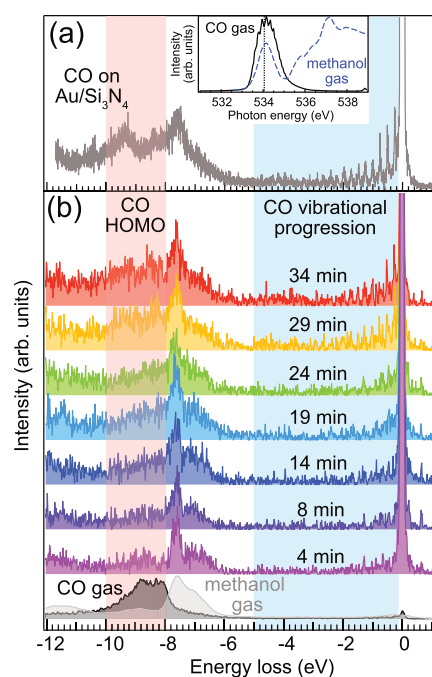 (a)
CO on
Au/Si3N4
Intensity
(arb. units)
CO gas
methanol
gas
532 534 536 538
Photon energy (eV)
(b)
CO
HOMO
CO vibrational
progression
34 min
29 min
24 min
19 min
14 min
8 min
4 min
CO gas
methanol
gas
Intensity (arb. units)
-12 -10 -8 -6 -4 -2 0
Energy loss (eV)